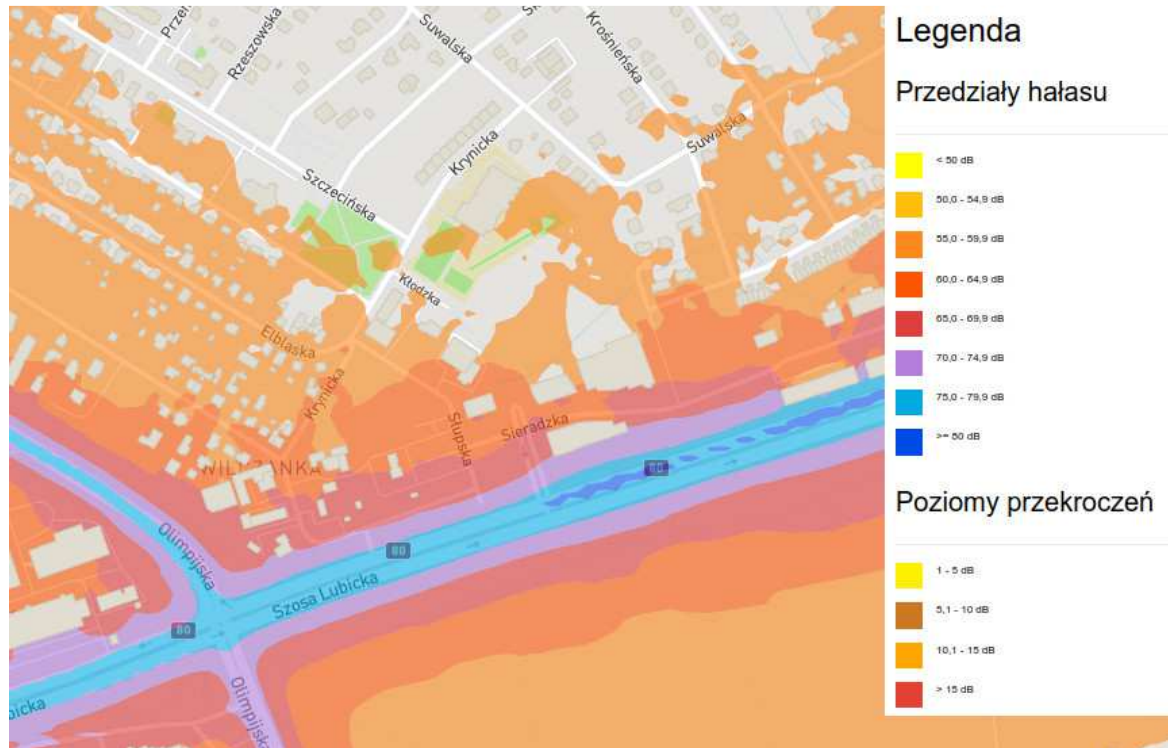 Legenda
Przedziały hałasu
< 50 dB
50,0 - 54,9 dB
55,0 - 59,9 dB
60,0 - 64,9 dB
65,0 - 69,9 dB
70,0 - 74,9 dB
75,0 - 79,9 dB
>= 50 dB
Poziomy przekroczeń
1 - 5 dB
5,1 - 10 dB
10,1 - 15 dB
> 15 dB
Rzeszowska
Suwalska
Krośnieńska
Suwalska
Krynicka
Szczecińska
Kłodzka
Elbląska
Krynicka
Słupska
Sieradzka
80
80
80
Olimpijska
Szosa Lubicka
Olimpijska
bicka